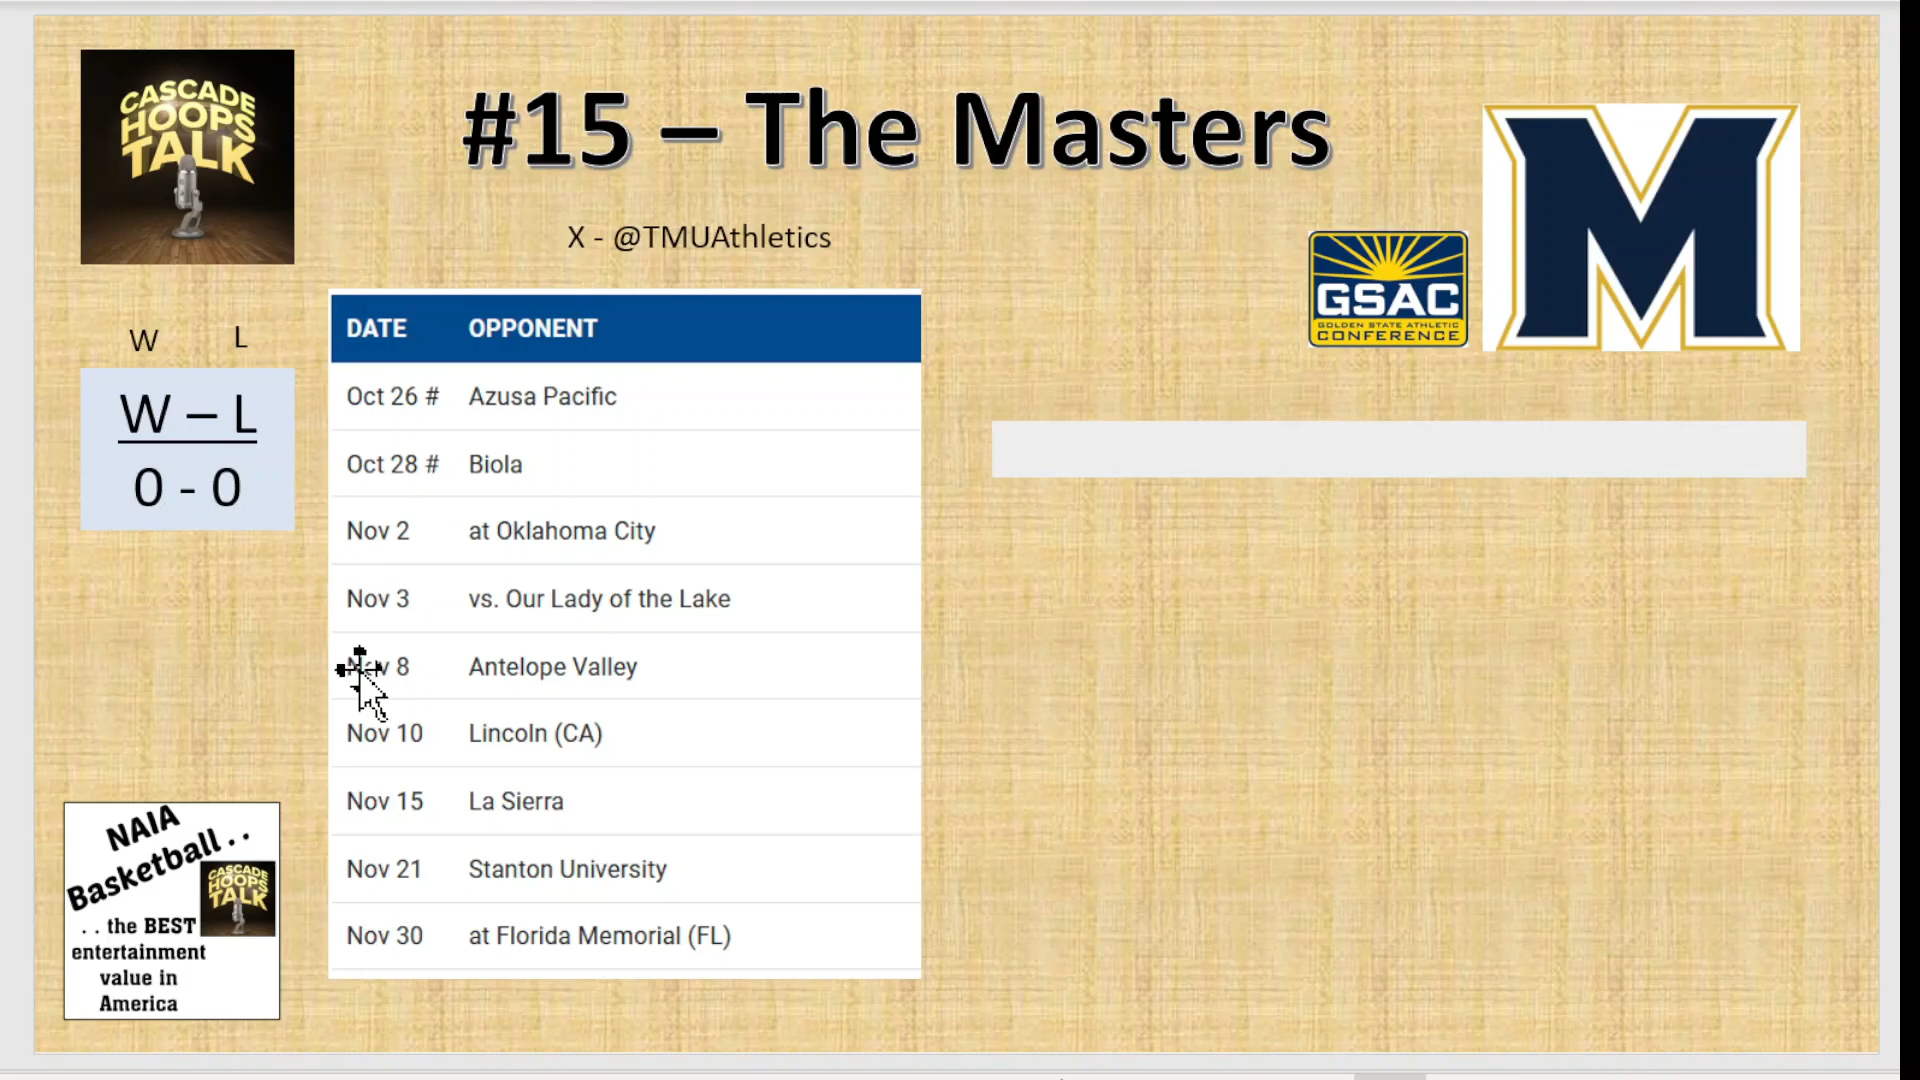 CASCADE
HOOPS
TALK
#15 – The Masters
X - @TMUAthletics
GSAC
GOLDEN STATE ATHLETIC
CONFERENCE
M
W L
W – L
0 - 0
DATE OPPONENT
Oct 26 # Azusa Pacific
Oct 28 # Biola
Nov 2 at Oklahoma City
Nov 3 vs. Our Lady of the Lake
Nov 8 Antelope Valley
Nov 10 Lincoln (CA)
Nov 15 La Sierra
Nov 21 Stanton University
Nov 30 at Florida Memorial (FL)
NAIA
Basketball . .
CASCADE
HOOPS
TALK
. . the BEST
entertainment
value in
America